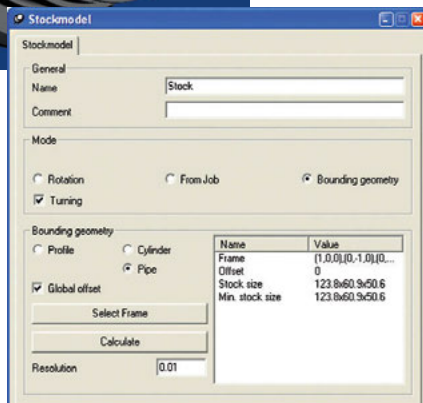 Stockmodel
Stockmodel
General
Name Stock
Comment
Mode
Rotation From Job Bounding geometry
Turning
Bounding geometry
Profile Cylinder
Pipe
Global offset
Select Frame
Calculate
Resolution 0.01
Name Value
Frame (1,0,0),(0,-1,0),(0,...
Offset 0
Stock size 123.8x60.9x50.6
Min. stock size 123.8x60.9x50.6